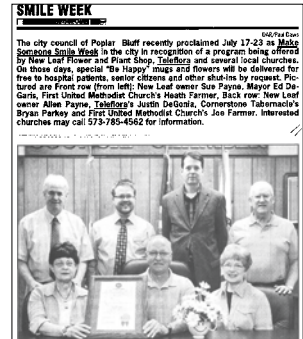 SMILE WEEK
DAR/Paul Davis
The city council of Poplar Bluff recently proclaimed July 17-23 as Make
Someone Smile Week in the city in recognition of a program being offered
by New Leaf Flower and Plant Shop, Teleflora and several local churches.
On those days, special "Be Happy" mugs and flowers will be delivered for
free to hospital patients, senior citizens and other shut-ins by request. Pic-
tured are Front row (from left): New Leaf owner Sue Payne, Mayor Ed De-
Garis, First United Methodist Church's Heath Farmer, Back row: New Leaf
owner Allen Payne, Teleflora's Justin DeGonia, Cornerstone Tabernacle's
Bryan Parkey and First United Methodist Church's Joe Farmer. Interested
churches may call 573-785-4562 for information.